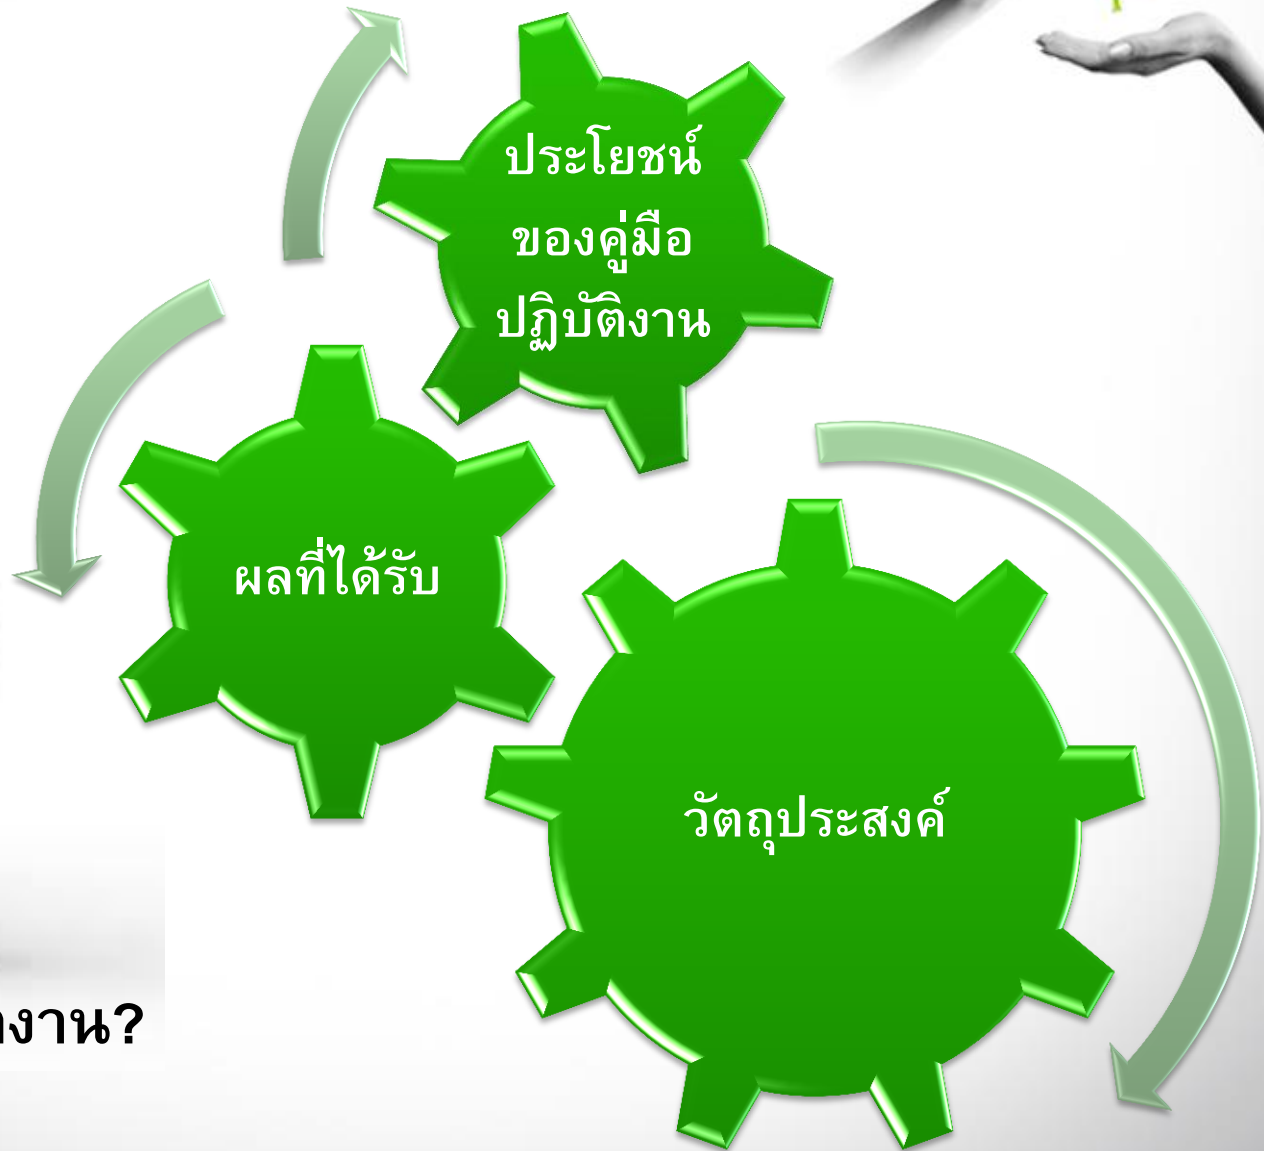 ประโยชน์
ของคู่มือ
ปฏิบัติงาน
ผลที่ได้รับ
วัตถุประสงค์
งาน?